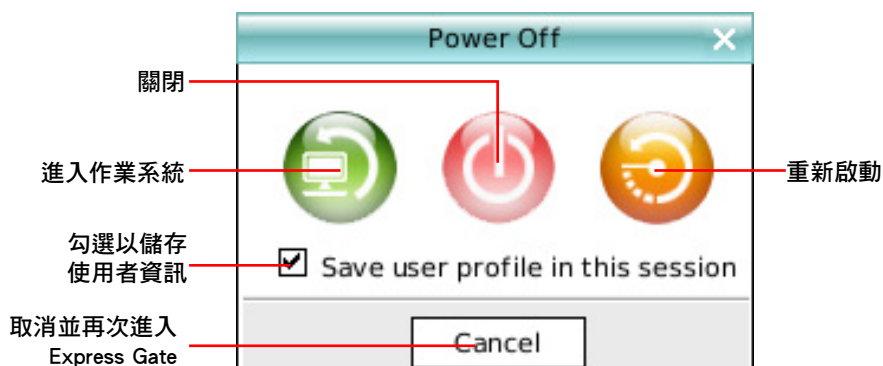 Power Off
關閉
進入作業系統
重新啟動
勾選以儲存
使用者資訊
Save user profile in this session
取消並再次進入
Express Gate
Cancel